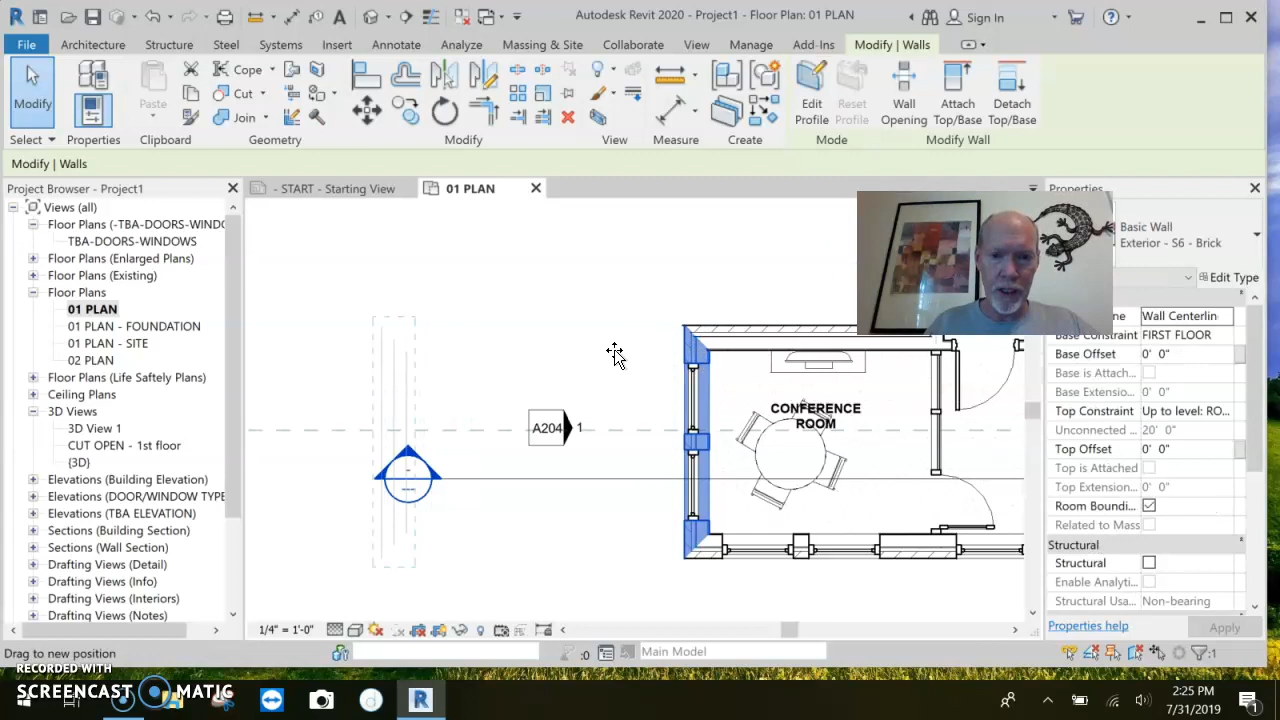 Autodesk Revit 2020 - Project1 - Floor Plan: 01 PLAN
Sign In
File Architecture Structure Steel Systems Insert Annotate Analyze Massing & Site Collaborate View Manage Add-Ins Modify | Walls
Cope
Cut
Join
Paste
Modify
Edit Profile
Reset Profile
Wall Opening
Attach Top/Base
Detach Top/Base
Select Properties Clipboard Geometry Modify View Measure Create Mode Modify Wall
Modify | Walls
Project Browser - Project1
- START - Starting View
01 PLAN
Properties
Views (all)
Floor Plans (-TBA-DOORS-WINDO
TBA-DOORS-WINDOWS
Floor Plans (Enlarged Plans)
Floor Plans (Existing)
Floor Plans
01 PLAN
01 PLAN - FOUNDATION
01 PLAN - SITE
02 PLAN
Floor Plans (Life Saftely Plans)
Ceiling Plans
3D Views
3D View 1
CUT OPEN - 1st floor
{3D}
Elevations (Building Elevation)
Elevations (DOOR/WINDOW TYPE
Elevations (TBA ELEVATION)
Sections (Building Section)
Sections (Wall Section)
Drafting Views (Detail)
Drafting Views (Info)
Drafting Views (Interiors)
Drafting Views (Notes)
A204 1
CONFERENCE
ROOM
Basic Wall
Exterior - S6 - Brick
Edit Type
ne Wall Centerlin
Base Constraint FIRST FLOOR
Base Offset 0' 0"
Base is Attached
Base Extension... 0' 0"
Top Constraint Up to level: RO...
Unconnected ... 20' 0"
Top Offset 0' 0"
Top is Attached
Top Extension... 0' 0"
Room Boundi...
Related to Mass
Structural
Structural
Enable Analyti...
Structural Usa... Non-bearing
Properties help
Apply
1/4" = 1'-0"
Drag to new position
:0
Main Model
:1
RECORDED WITH
SCREENCAST MATIC
2:25 PM
7/31/2019
1